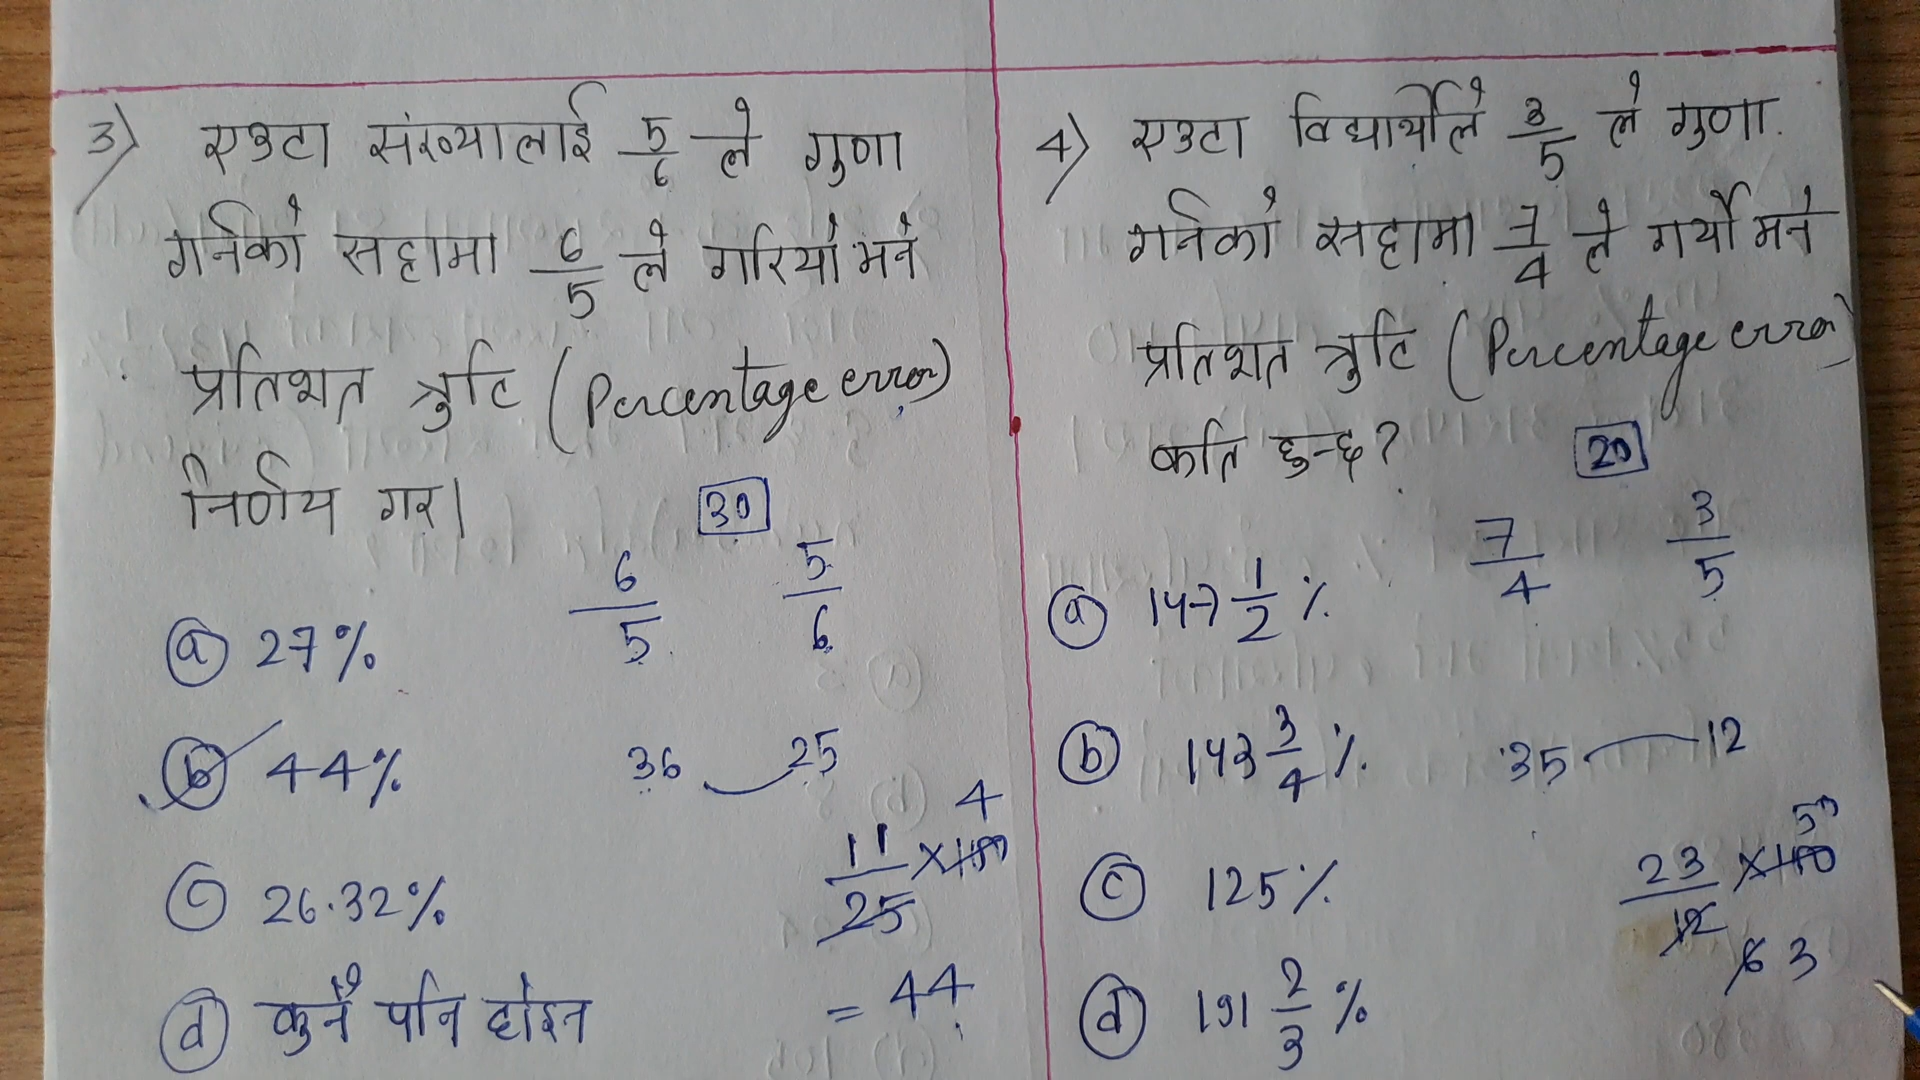 3) एउटा संख्यालाई 5/6 ले गुणा
गर्नको सट्टामा 6/5 ले गरियो भने
प्रतिशत त्रुटि (Percentage error)
निर्णय गर।
30
6/5 5/6
ⓐ 27%
ⓑ 44%
36 25
ⓒ 26.32%
11/25 × 100 4
ⓓ कुनै पनि होइन
= 44
4) एउटा विद्यार्थीले 3/5 ले गुणा
गर्नको सट्टामा 7/4 ले गर्यो भने
प्रतिशत त्रुटि (Percentage error)
कति हुन्छ?
20
7/4 3/5
ⓐ 147 1/2 %
ⓑ 143 3/4 %
35 12
ⓒ 125%
23/12 × 100 50
6 3
ⓓ 191 2/3 %